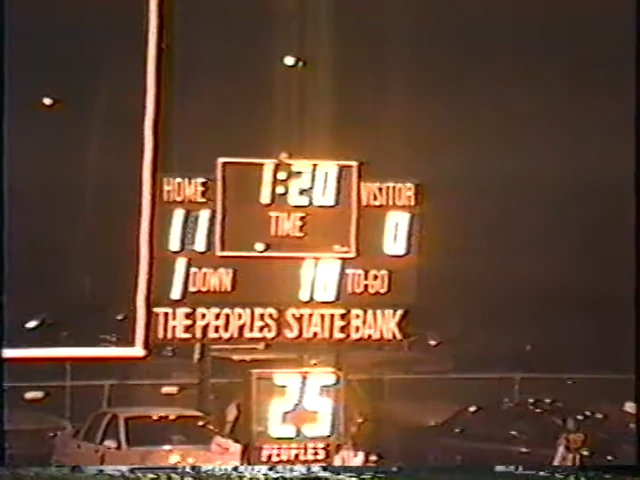 1:20
HOME TIME VISITOR
11 0
1 DOWN 10 TO-GO
THE PEOPLES STATE BANK
25
PEOPLES